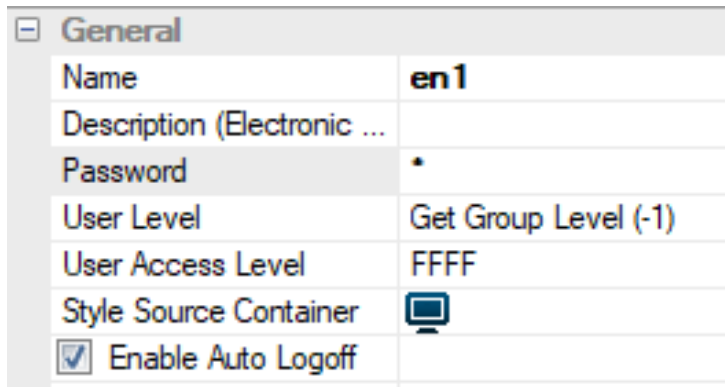 General
Name en1
Description (Electronic ...
Password *
User Level Get Group Level (-1)
User Access Level FFFF
Style Source Container
Enable Auto Logoff